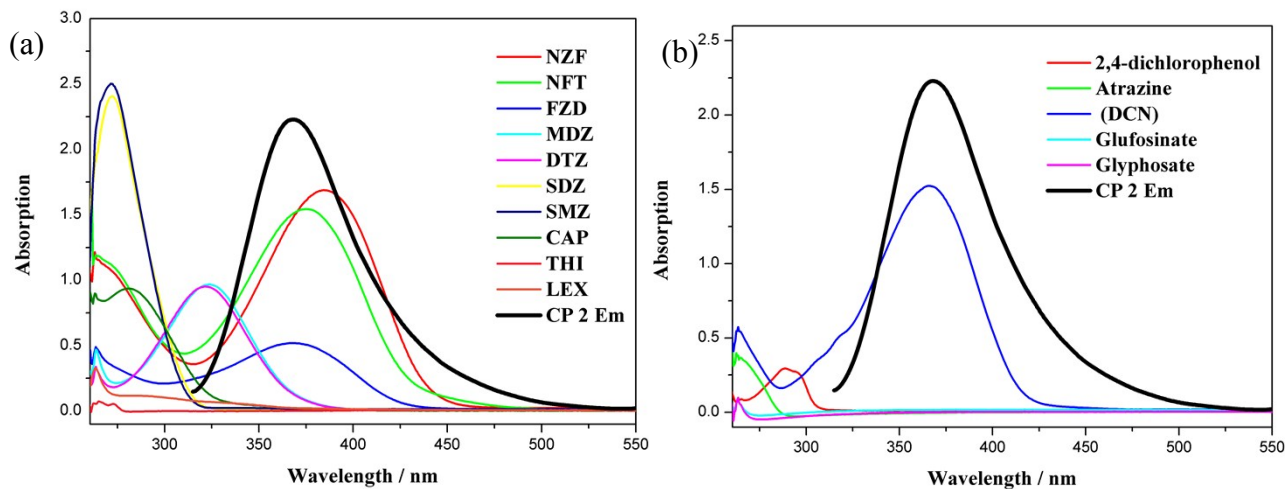 (a)
Absorption
3.0
2.5
2.0
1.5
1.0
0.5
0.0
NZF
NFT
FZD
MDZ
DTZ
SDZ
SMZ
CAP
THI
LEX
CP 2 Em
300 350 400 450 500 550
Wavelength / nm
(b)
Absorption
2.5
2.0
1.5
1.0
0.5
0.0
2,4-dichlorophenol
Atrazine
(DCN)
Glufosinate
Glyphosate
CP 2 Em
300 350 400 450 500 550
Wavelength / nm